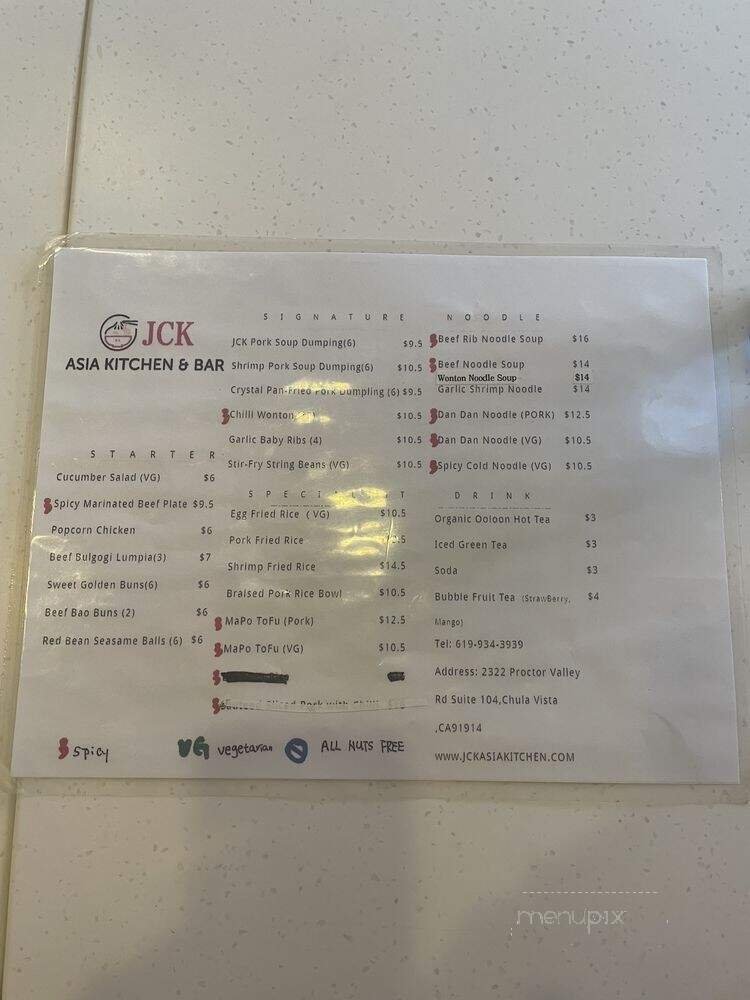 JCK
ASIA KITCHEN & BAR
STARTER
Cucumber Salad (VG) $6
Spicy Marinated Beef Plate $9.5
Popcorn Chicken $6
Beef Bulgogi Lumpia(3) $7
Sweet Golden Buns(6) $6
Beef Bao Buns (2) $6
Red Bean Seasame Balls (6) $6
SIGNATURE
JCK Pork Soup Dumping(6) $9.5
Shrimp Pork Soup Dumping(6) $10.5
Crystal Pan-Fried Pork Dumpling (6) $9.5
Chilli Wonton $10.5
Garlic Baby Ribs (4) $10.5
Stir-Fry String Beans (VG) $10.5
Egg Fried Rice (VG) $10.5
Pork Fried Rice
Shrimp Fried Rice $14.5
Braised Pork Rice Bowl $10.5
MaPo ToFu (Pork) $12.5
MaPo ToFu (VG) $10.5
NOODLE
Beef Rib Noodle Soup $16
Beef Noodle Soup $14
Wonton Noodle Soup $14
Garlic Shrimp Noodle $14
Dan Dan Noodle (PORK) $12.5
Dan Dan Noodle (VG) $10.5
Spicy Cold Noodle (VG) $10.5
DRINK
Organic Ooloon Hot Tea $3
Iced Green Tea $3
Soda $3
Bubble Fruit Tea (StrawBerry, $4
Mango)
Tel: 619-934-3939
Address: 2322 Proctor Valley
Rd Suite 104,Chula Vista
,CA91914
WWW.JCKASIAKITCHEN.COM
Spicy VG vegetarian ALL NUTS FREE
menupix